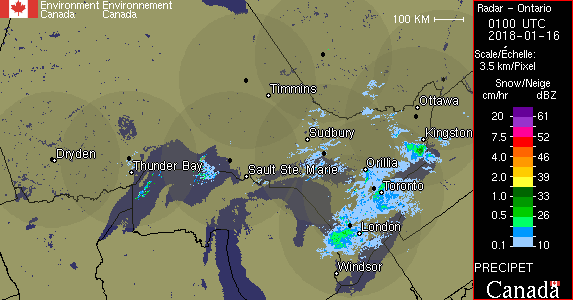 Environment Environnement
Canada Canada
100 KM
Timmins
Ottawa
Sudbury
Kingston
Dryden
Thunder Bay
Sault Ste. Marie
Orillia
Toronto
London
Windsor
Radar - Ontario
0100 UTC
2018-01-16
Scale/Échelle:
3.5 km/Pixel
Snow/Neige
cm/hr dBZ
20 61
7.5 52
4.0 46
2.0 39
1.0 33
0.5 26
0.1 10
PRECIPET
Canada